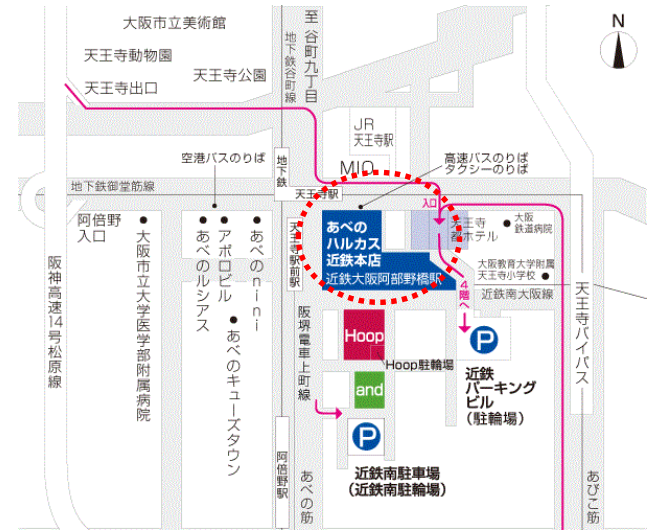 大阪市立美術館
天王寺動物園
天王寺公園
天王寺出口
至 谷町九丁目
地下鉄谷町線
N
JR
天王寺駅
MIO
空港バスのりば
地下鉄
天王寺駅
高速バスのりば
タクシーのりば
地下鉄御堂筋線
入口
阿倍野
入口
大阪市立大学医学部附属病院
あべのルシアス
アポロビル
あべのnini
あべのキューズタウン
天王寺駅前駅
あべの
ハルカス
近鉄本店
近鉄大阪阿部野橋駅
天王寺
都ホテル
大阪
鉄道病院
大阪教育大学附属
天王寺小学校
近鉄南大阪線
4階へ
天王寺バイパス
阪神高速14号松原線
阪堺電車上町線
Hoop
Hoop駐輪場
P
近鉄
パーキング
ビル
(駐輪場)
and
P
近鉄南駐車場
(近鉄南駐輪場)
阿倍野駅
あべの筋
あびこ筋